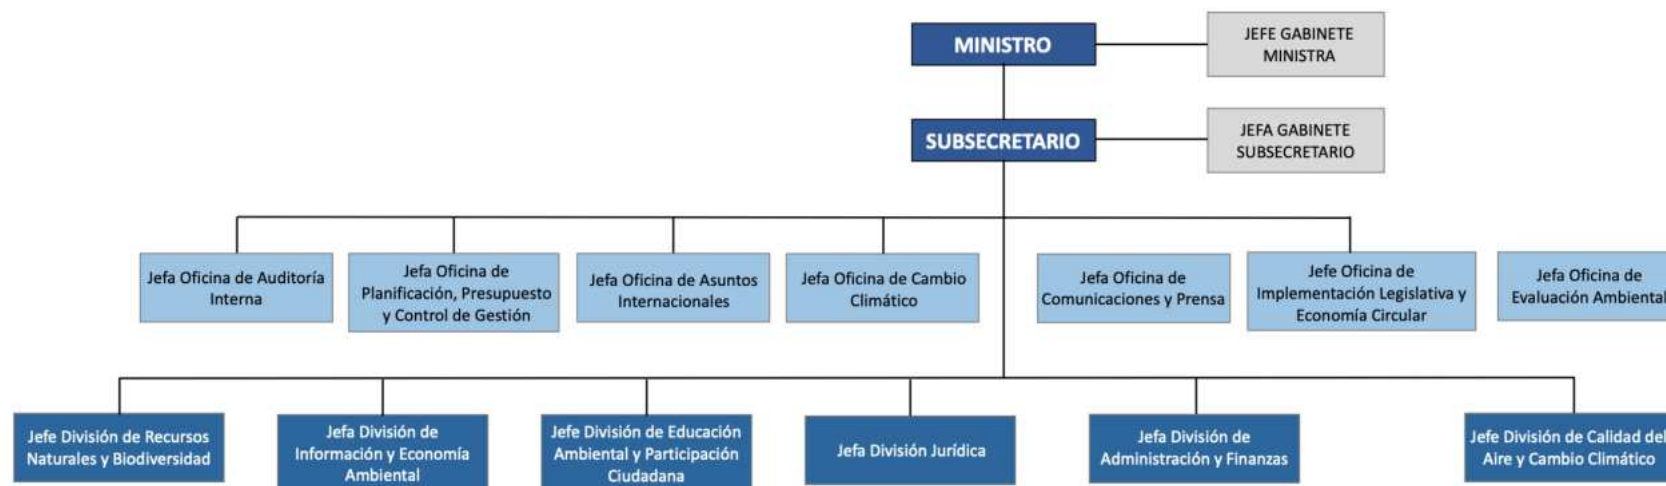 MINISTRO
JEFE GABINETE
MINISTRA
SUBSECRETARIO
JEFA GABINETE
SUBSECRETARIO
Jefa Oficina de Auditoría
Interna
Jefa Oficina de
Planificación, Presupuesto
y Control de Gestión
Jefa Oficina de Asuntos
Internacionales
Jefa Oficina de Cambio
Climático
Jefa Oficina de
Comunicaciones y Prensa
Jefe Oficina de
Implementación Legislativa y
Economía Circular
Jefa Oficina de
Evaluación Ambiental
Jefe División de Recursos
Naturales y Biodiversidad
Jefa División de
Información y Economía
Ambiental
Jefe División de Educación
Ambiental y Participación
Ciudadana
Jefa División Jurídica
Jefa División de
Administración y Finanzas
Jefe División de Calidad del
Aire y Cambio Climático